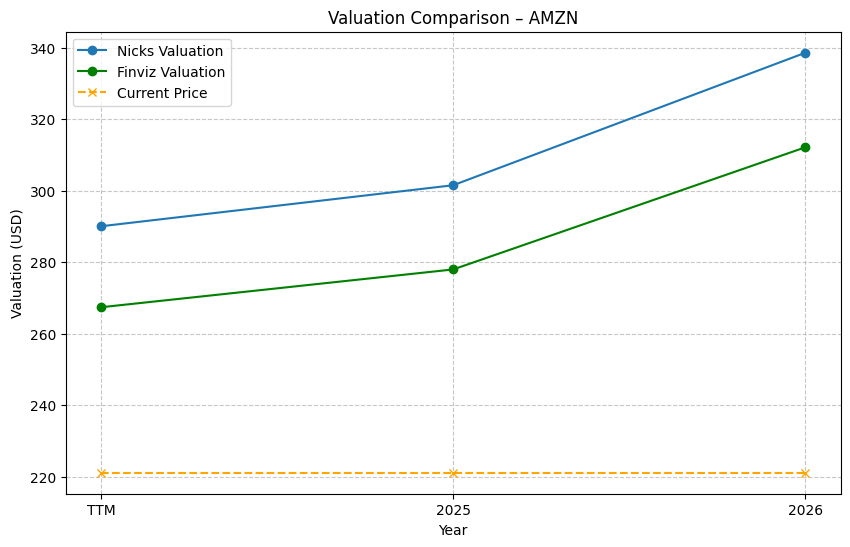 Valuation Comparison – AMZN
Nicks Valuation
Finviz Valuation
Current Price
Valuation (USD)
340
320
300
280
260
240
220
TTM
2025
2026
Year